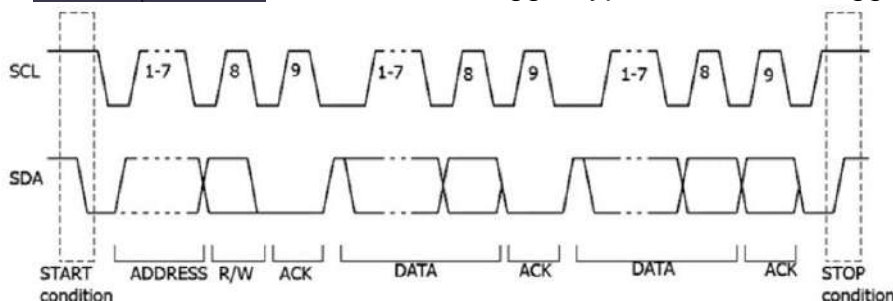 SCL 1-7 8 9 1-7 8 9 1-7 8 9
SDA
START condition ADDRESS R/W ACK DATA ACK DATA ACK STOP condition